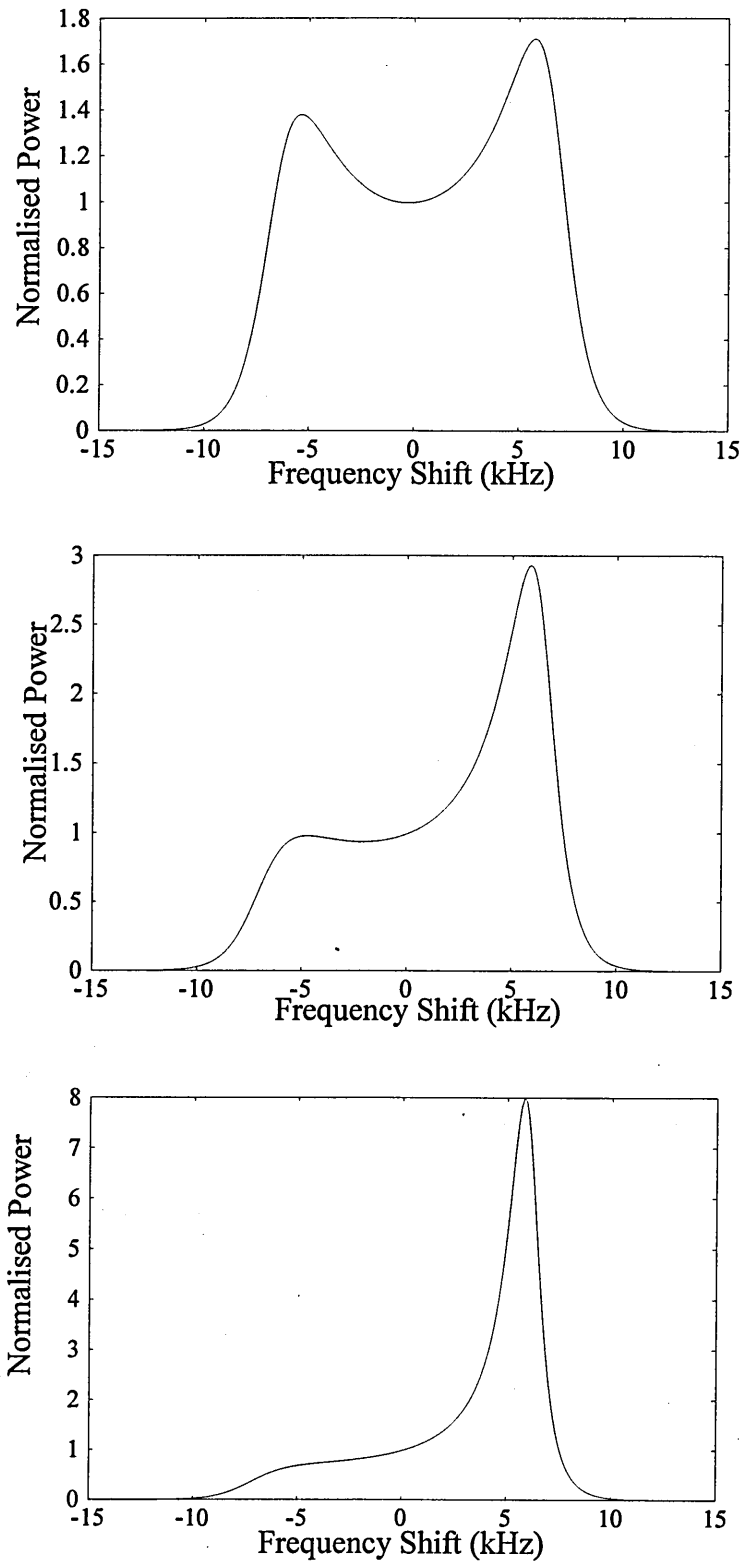 1.8
1.6
1.4
1.2
1
0.8
0.6
0.4
0.2
0
Normalised Power
-15 -10 -5 0 5 10 15
Frequency Shift (kHz)
3
2.5
2
1.5
1
0.5
0
Normalised Power
-15 -10 -5 0 5 10 15
Frequency Shift (kHz)
8
7
6
5
4
3
2
1
0
Normalised Power
-15 -10 -5 0 5 10 15
Frequency Shift (kHz)